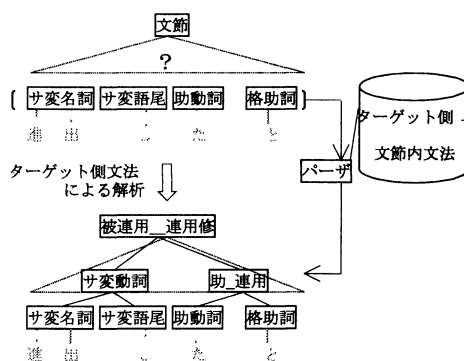 文節
?
サ変名詞 サ変語尾 助動詞 格助詞
進 出 し た と
ターゲット側
文節内文法
パーザ
ターゲット側文法
による解析
被連用__連用修
サ変動詞 助_連用
サ変名詞 サ変語尾 助動詞 格助詞
進 出 し た と